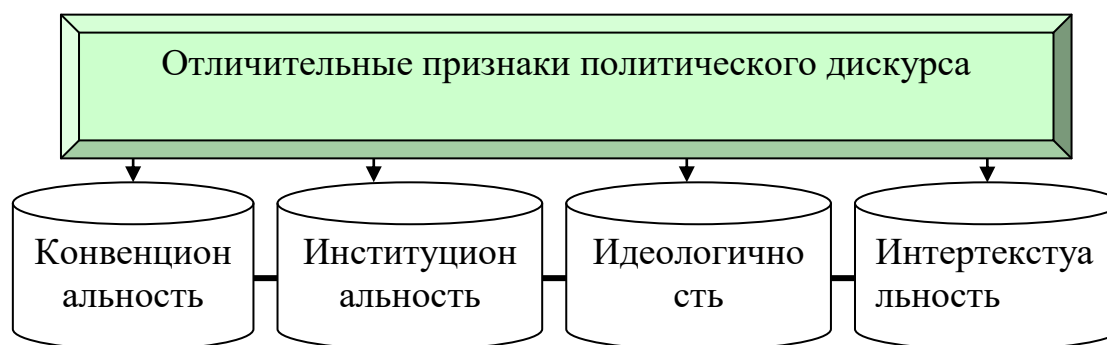 Отличительные признаки политического дискурса
Конвенцион
альность
Институцион
альность
Идеологично
сть
Интертекстуа
льность